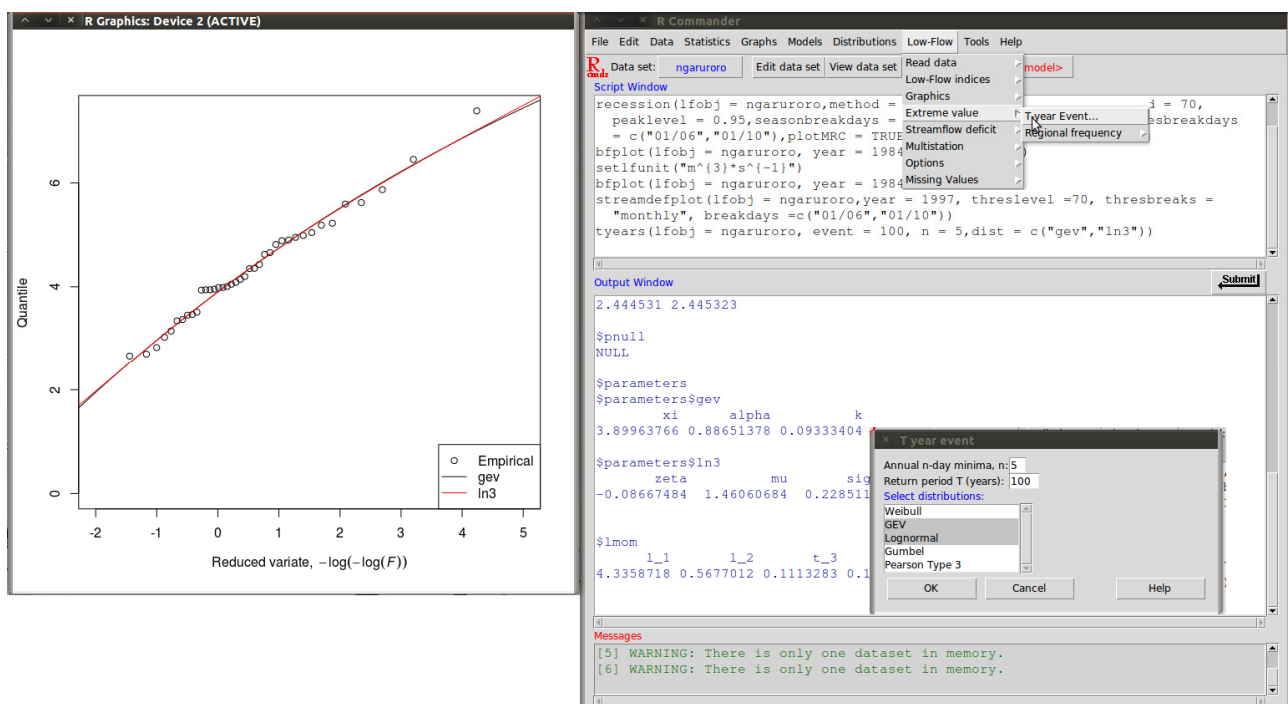 R Graphics: Device 2 (ACTIVE)
6
4
2
0
Quantile
-2 -1 0 1 2 3 4 5
Reduced variate, −log(−log(F))
Empirical
gev
ln3
R Commander
File Edit Data Statistics Graphs Models Distributions Low-Flow Tools Help
R cmdr Data set: ngaruroro Edit data set View data set model>
Read data
Low-Flow indices
Graphics
Extreme value
Streamflow deficit
Multistation
Options
Missing Values
T year Event...
Regional frequency
Script Window
recession(lfobj = ngaruroro,method = d = 70,
peaklevel = 0.95,seasonbreakdays = esbreakdays
= c("01/06","01/10"),plotMRC = TRUE
bfplot(lfobj = ngaruroro, year = 1984 )
setlfunit("m^{3}*s^{-1}")
bfplot(lfobj = ngaruroro, year = 1984
streamdefplot(lfobj = ngaruroro,year = 1997, threslevel =70, thresbreaks =
"monthly", breakdays =c("01/06","01/10"))
tyears(lfobj = ngaruroro, event = 100, n = 5,dist = c("gev","ln3"))
Output Window
Submit
2.444531 2.445323
$pnull
NULL
$parameters
$parameters$gev
xi alpha k
3.89963766 0.88651378 0.09333404
$parameters$ln3
zeta mu sig
-0.08667484 1.46060684 0.228511
$lmom
l_1 l_2 t_3
4.3358718 0.5677012 0.1113283 0.1
T year event
Annual n-day minima, n: 5
Return period T (years): 100
Select distributions:
Weibull
GEV
Lognormal
Gumbel
Pearson Type 3
OK Cancel Help
Messages
[5] WARNING: There is only one dataset in memory.
[6] WARNING: There is only one dataset in memory.